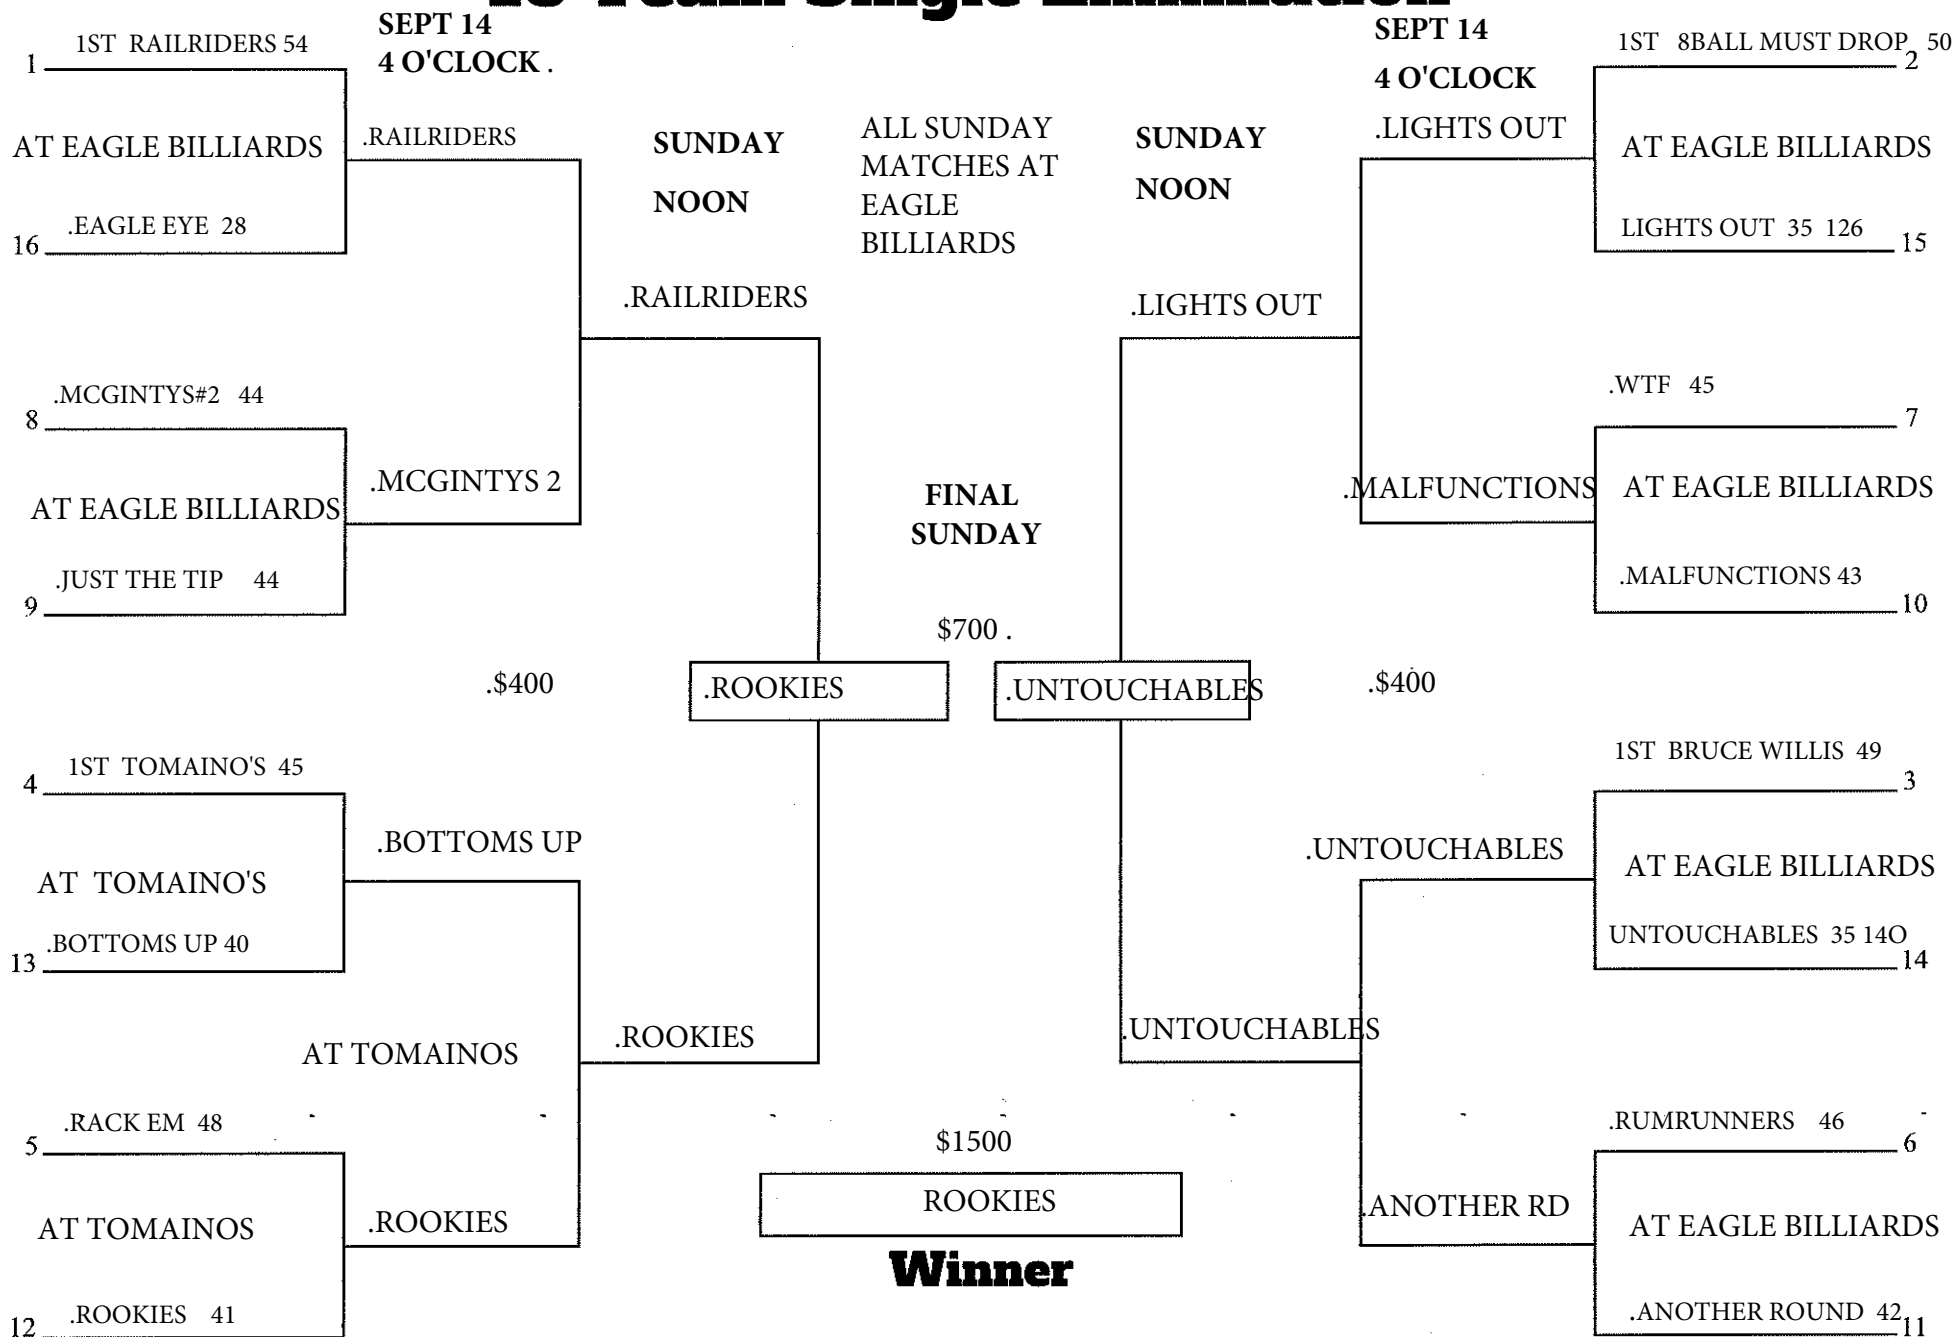 SEPT 14
4 O'CLOCK .
SEPT 14
4 O'CLOCK
1ST RAILRIDERS 54
1
AT EAGLE BILLIARDS
.EAGLE EYE 28
16
.RAILRIDERS
SUNDAY
NOON
ALL SUNDAY
MATCHES AT
EAGLE
BILLIARDS
SUNDAY
NOON
.LIGHTS OUT
1ST 8BALL MUST DROP 50
2
AT EAGLE BILLIARDS
LIGHTS OUT 35 126
15
.RAILRIDERS
.LIGHTS OUT
.MCGINTYS#2 44
8
AT EAGLE BILLIARDS
.JUST THE TIP 44
9
.MCGINTYS 2
FINAL
SUNDAY
.MALFUNCTIONS
.WTF 45
7
AT EAGLE BILLIARDS
.MALFUNCTIONS 43
10
$700 .
.$400
.ROOKIES
.UNTOUCHABLES
.$400
1ST TOMAINO'S 45
4
AT TOMAINO'S
.BOTTOMS UP 40
13
.BOTTOMS UP
.UNTOUCHABLES
1ST BRUCE WILLIS 49
3
AT EAGLE BILLIARDS
UNTOUCHABLES 35 14O
14
AT TOMAINOS
.ROOKIES
.UNTOUCHABLES
.RACK EM 48
5
AT TOMAINOS
.ROOKIES 41
12
.ROOKIES
$1500
ROOKIES
Winner
.ANOTHER RD
.RUMRUNNERS 46
6
AT EAGLE BILLIARDS
.ANOTHER ROUND 42
11